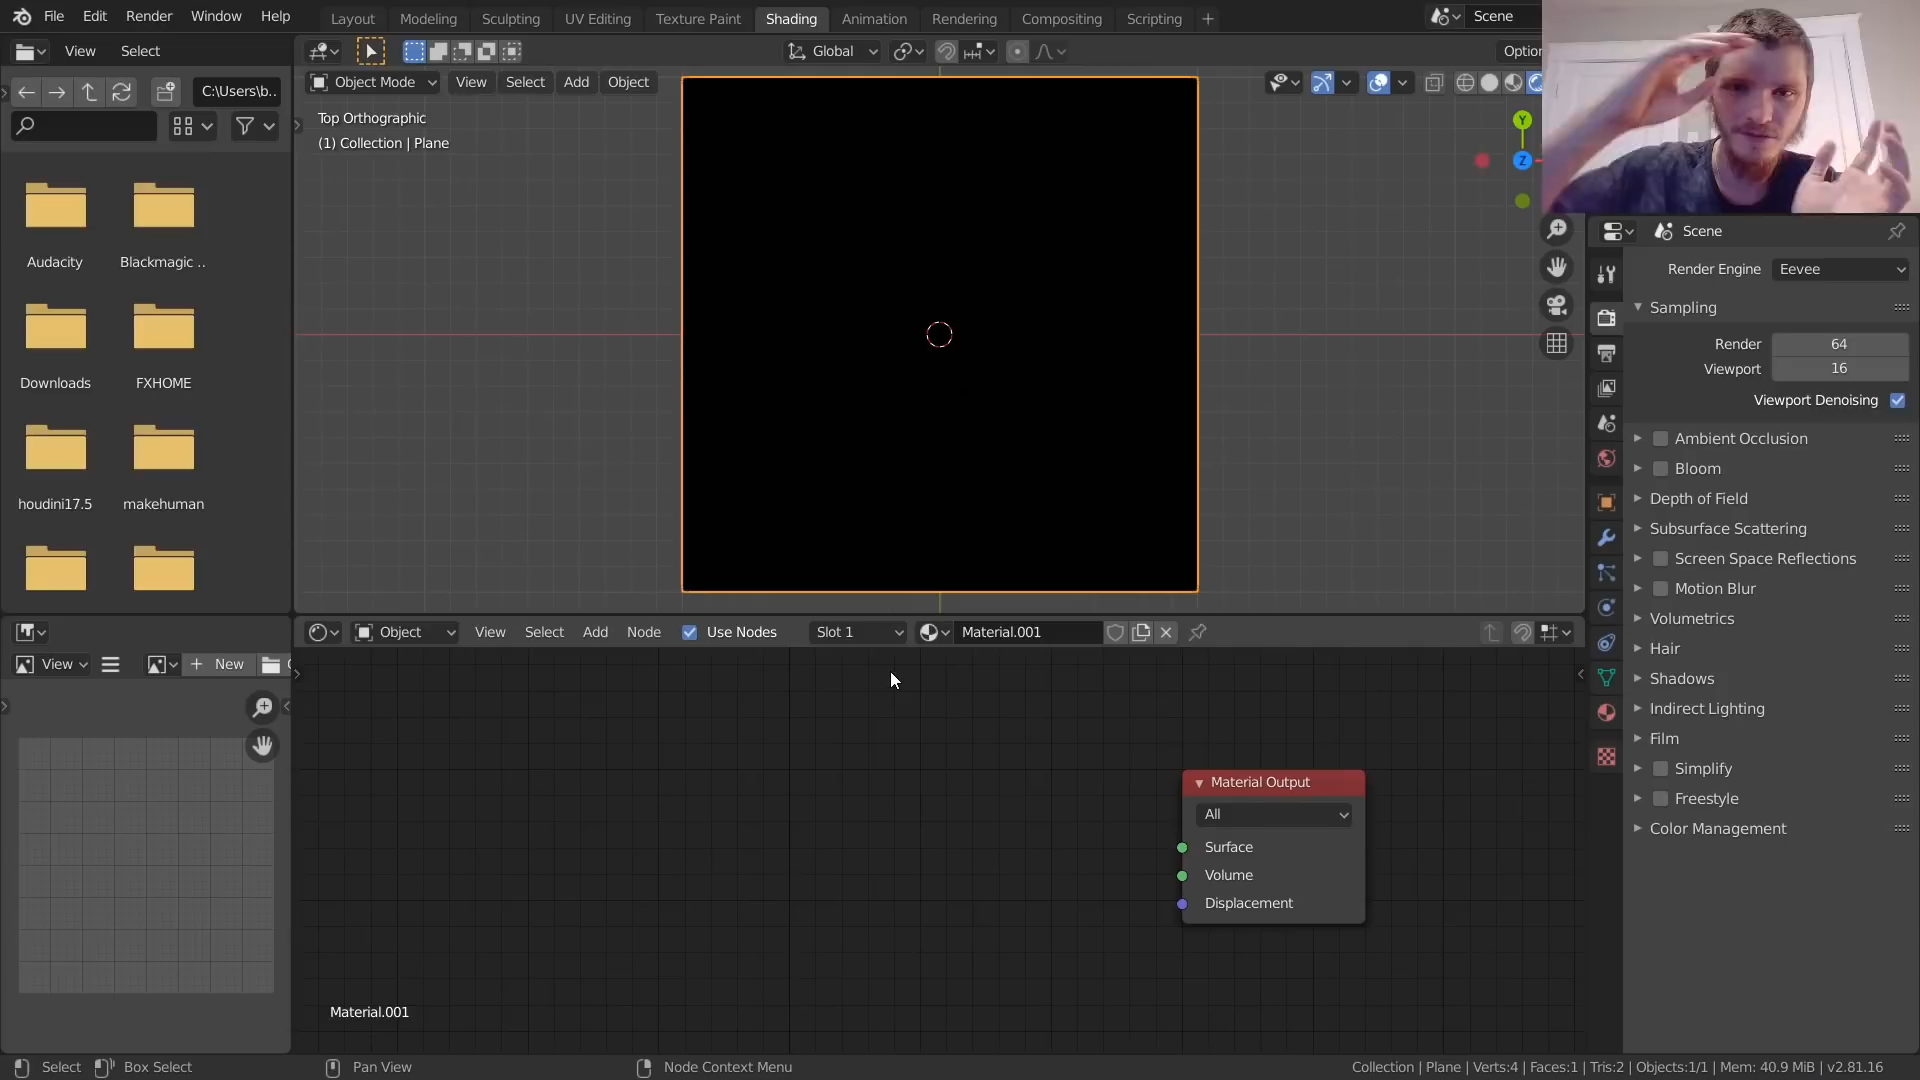 File Edit Render Window Help
Layout Modeling Sculpting UV Editing Texture Paint Shading Animation Rendering Compositing Scripting +
Scene
View Select
Global
Optior
C:\Users\b..
Object Mode View Select Add Object
Top Orthographic
(1) Collection | Plane
Y
Z
Audacity Blackmagic ..
Downloads FXHOME
houdini17.5 makehuman
Scene
Render Engine Eevee
Sampling
Render 64
Viewport 16
Viewport Denoising
Ambient Occlusion
Bloom
Depth of Field
Subsurface Scattering
Screen Space Reflections
Motion Blur
Volumetrics
Hair
Shadows
Indirect Lighting
Film
Simplify
Freestyle
Color Management
Object View Select Add Node Use Nodes Slot 1 Material.001
View + New
Material Output
All
Surface
Volume
Displacement
Material.001
Select Box Select Pan View Node Context Menu
Collection | Plane | Verts:4 | Faces:1 | Tris:2 | Objects:1/1 | Mem: 40.9 MiB | v2.81.16